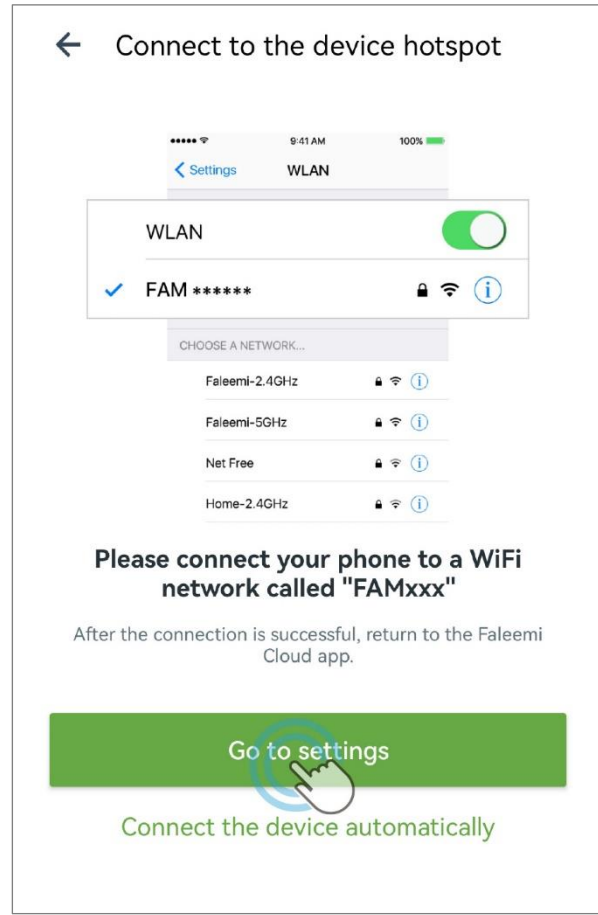 Connect to the device hotspot
9:41 AM 100%
Settings WLAN
WLAN
FAM ******
CHOOSE A NETWORK...
Faleemi-2.4GHz
Faleemi-5GHz
Net Free
Home-2.4GHz
Please connect your phone to a WiFi
network called "FAMxxx"
After the connection is successful, return to the Faleemi
Cloud app.
Go to settings
Connect the device automatically